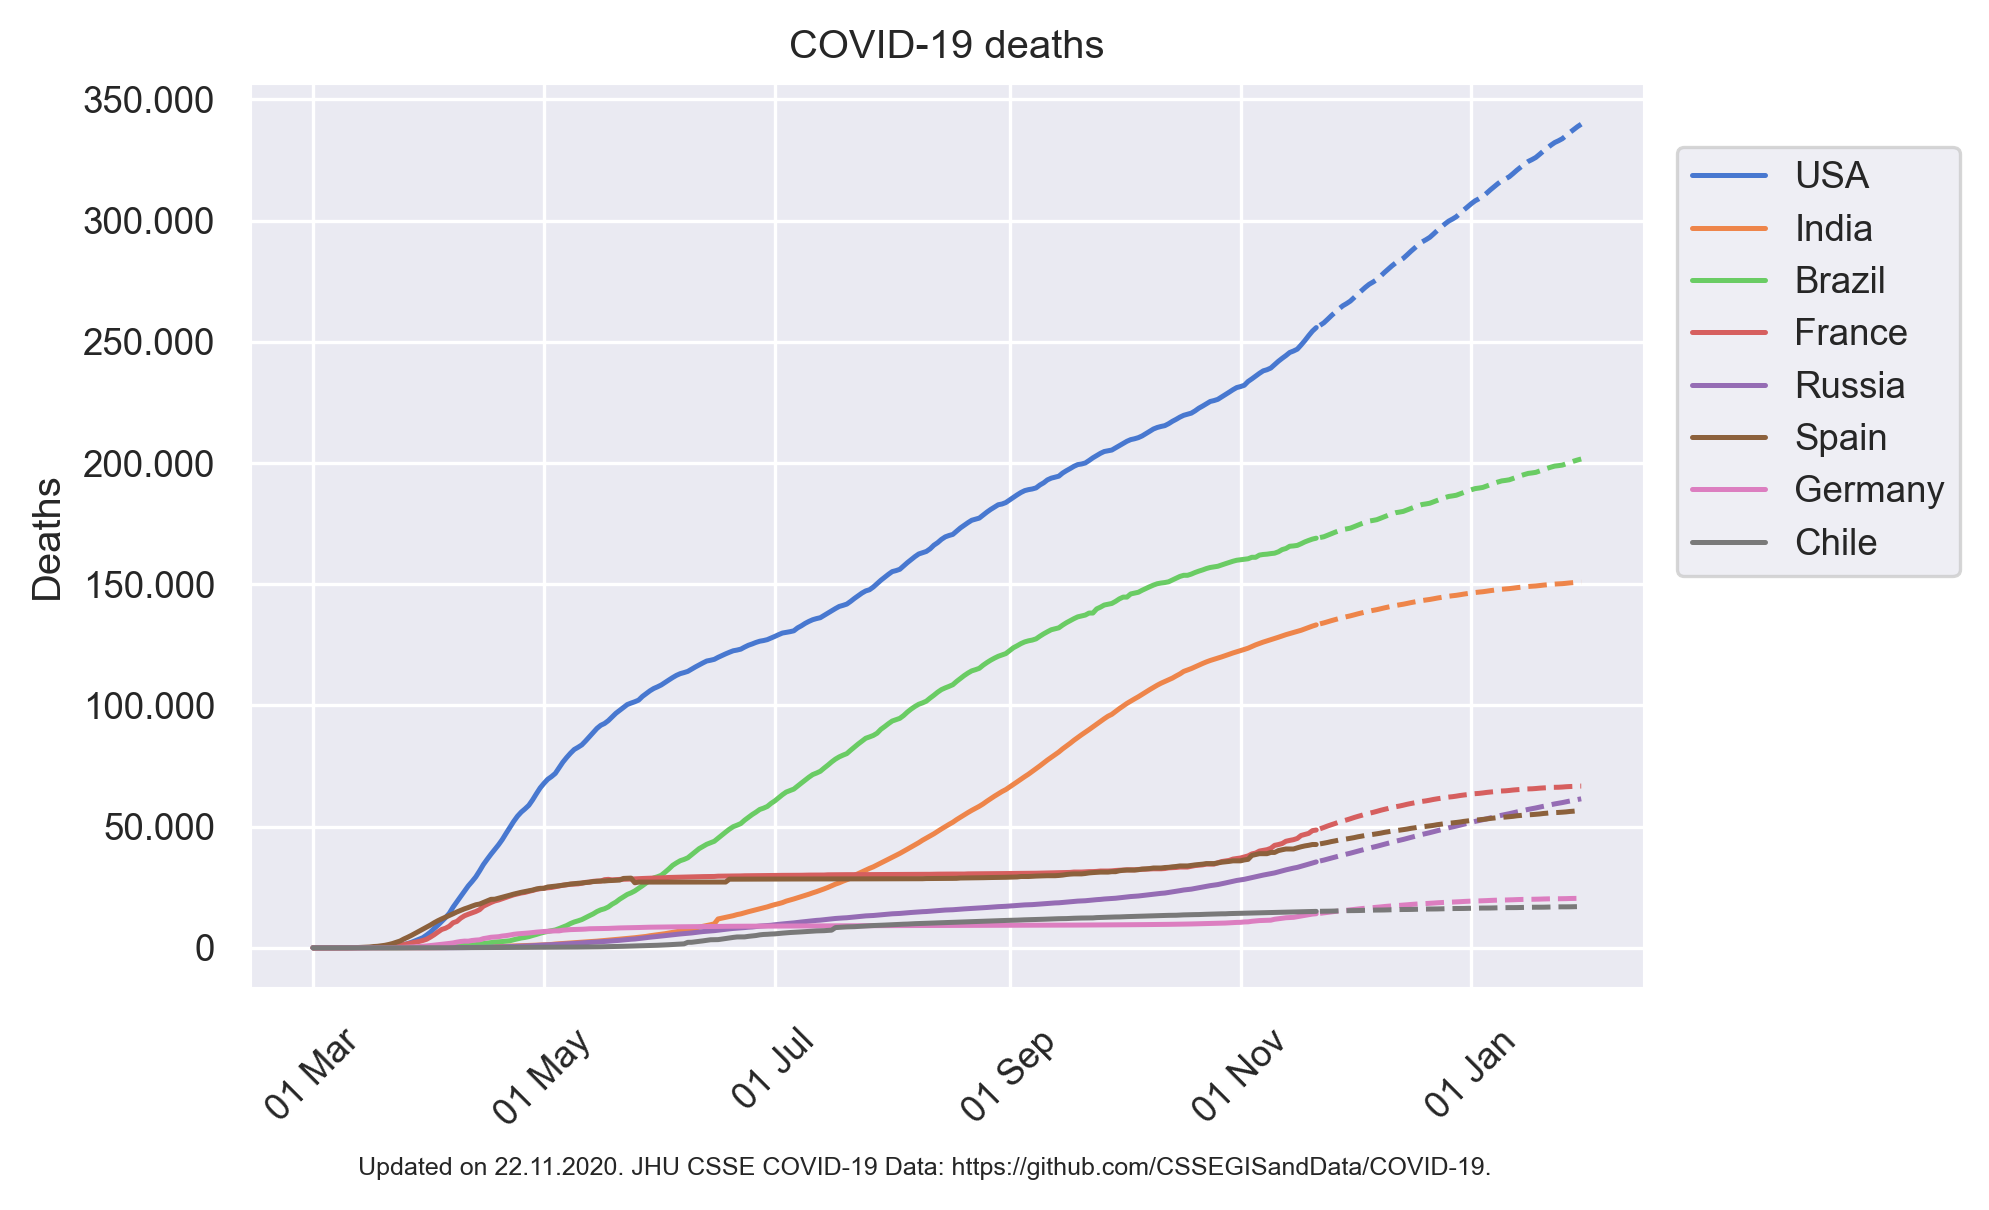 COVID-19 deaths
350.000
300.000
250.000
200.000
150.000
100.000
50.000
0
Deaths
01 Mar
01 May
01 Jul
01 Sep
01 Nov
01 Jan
USA
India
Brazil
France
Russia
Spain
Germany
Chile
Updated on 22.11.2020. JHU CSSE COVID-19 Data: https://github.com/CSSEGISandData/COVID-19.